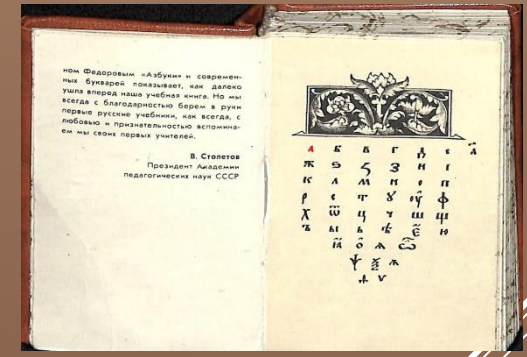 ном Федоровым «Азбуки» и современ-
ных букварей показывает, как далеко
ушла вперед наша учебная книга. Но мы
всегда с благодарностью берем в руки
первые русские учебники, как всегда, с
любовью и признательностью вспомина-
ем мы своих первых учителей.
В. Столетов
Президент Академии
педагогических наук СССР
а б в г д є
ж ѕ ꙁ з и і
к л м н о п
р с т ꙋ оу ф
х ѿ ц ч ш щ
ъ ы ь ѣ ю
ꙗ ѡ ѧ
ѱ ѯ ѧ
ѵ